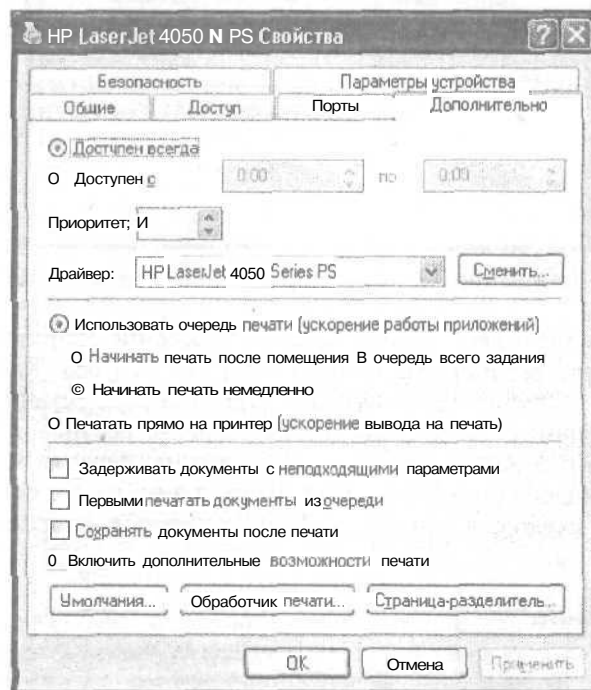 HP LaserJet 4050 N PS Свойства
Безопасность Параметры устройства
Общие Доступ Порты Дополнительно
Доступен всегда
О Доступен с 0:00 по 0:00
Приоритет; И
Драйвер: HP LaserJet 4050 Series PS Сменить...
Использовать очередь печати (ускорение работы приложений)
О Начинать печать после помещения В очередь всего задания
© Начинать печать немедленно
О Печатать прямо на принтер (ускорение вывода на печать)
Задерживать документы с неподходящими параметрами
Первыми печатать документы из очереди
Сохранять документы после печати
0 Включить дополнительные возможности печати
Умолчания... Обработчик печати... Страница-разделитель...
OK Отмена Применить